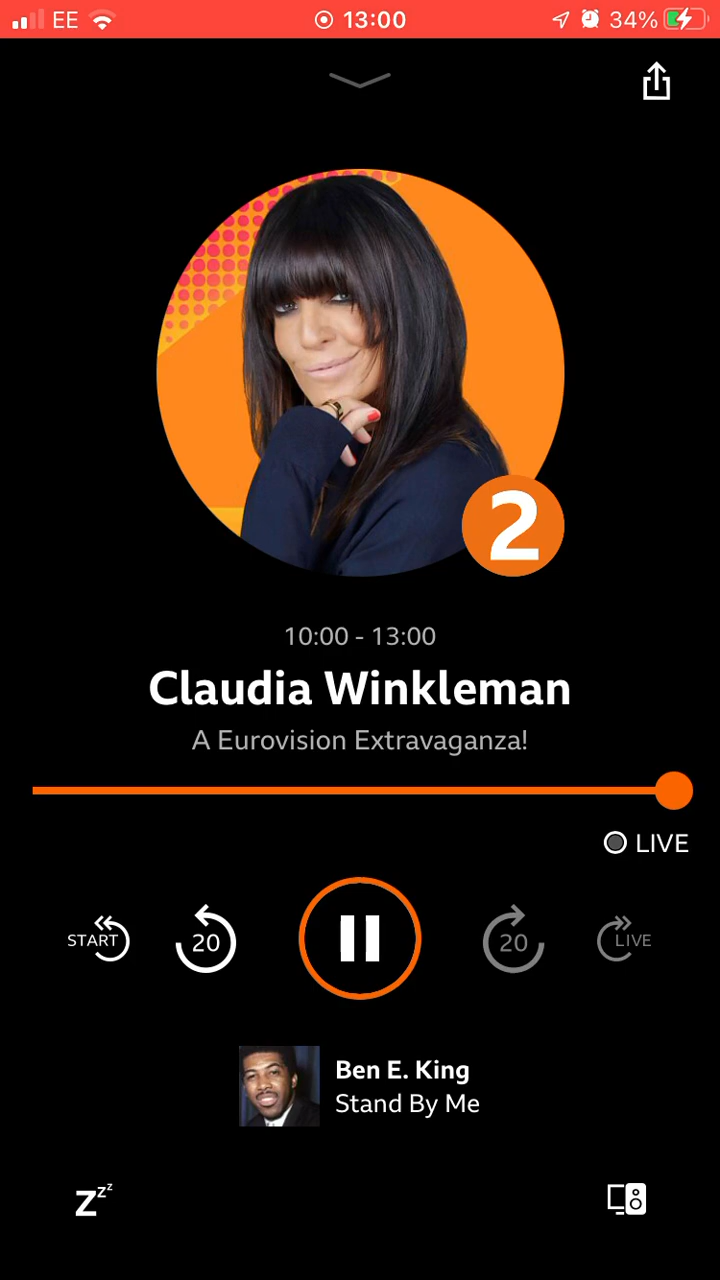 EE 13:00 34%
2
10:00 - 13:00
Claudia Winkleman
A Eurovision Extravaganza!
LIVE
START 20 20 LIVE
Ben E. King
Stand By Me
Zzz